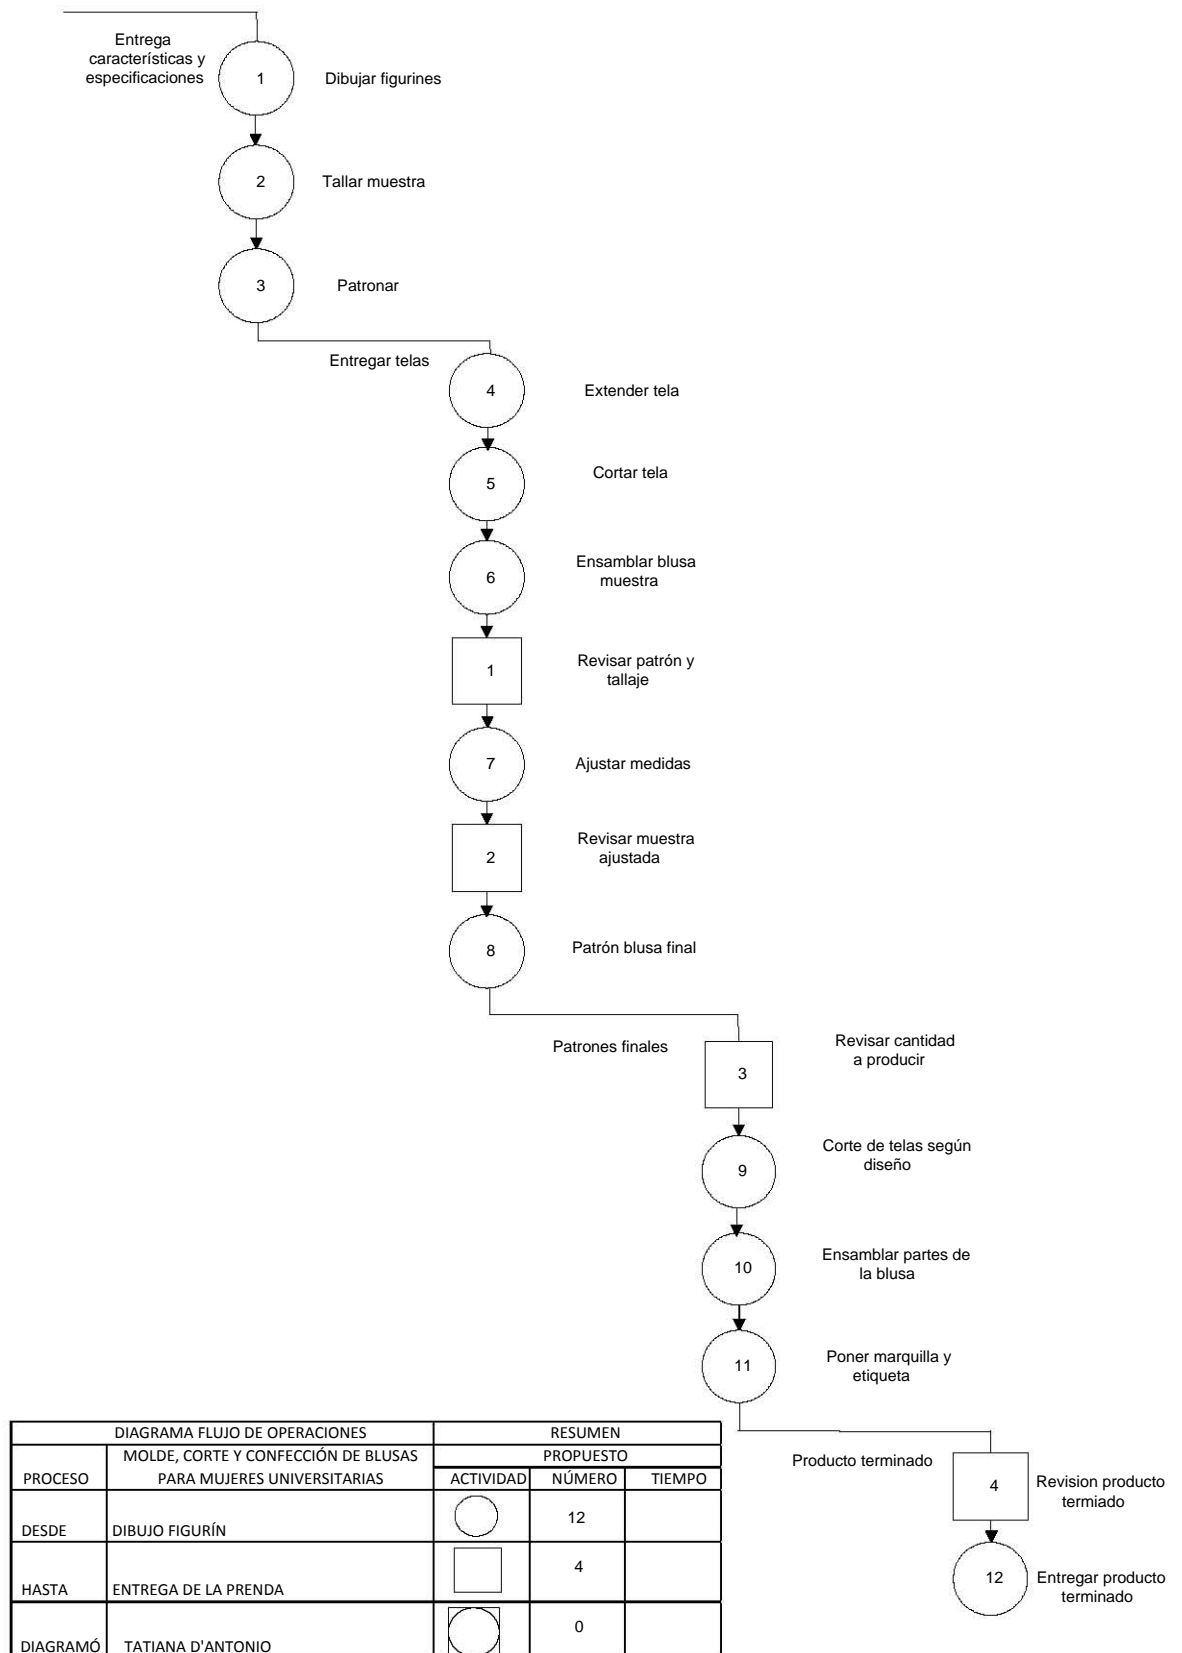 Entrega
características y
especificaciones
1
Dibujar figurines
2
Tallar muestra
3
Patronar
Entregar telas
4
Extender tela
5
Cortar tela
6
Ensamblar blusa
muestra
1
Revisar patrón y
tallaje
7
Ajustar medidas
2
Revisar muestra
ajustada
8
Patrón blusa final
Patrones finales
3
Revisar cantidad
a producir
9
Corte de telas según
diseño
10
Ensamblar partes de
la blusa
11
Poner marquilla y
etiqueta
Producto terminado
4
Revision producto
termiado
12
Entregar producto
terminado
DIAGRAMA FLUJO DE OPERACIONES RESUMEN
MOLDE, CORTE Y CONFECCIÓN DE BLUSAS PROPUESTO
PROCESO PARA MUJERES UNIVERSITARIAS ACTIVIDAD NÚMERO TIEMPO
12
DESDE DIBUJO FIGURÍN
4
HASTA ENTREGA DE LA PRENDA
0
DIAGRAMÓ TATIANA D'ANTONIO